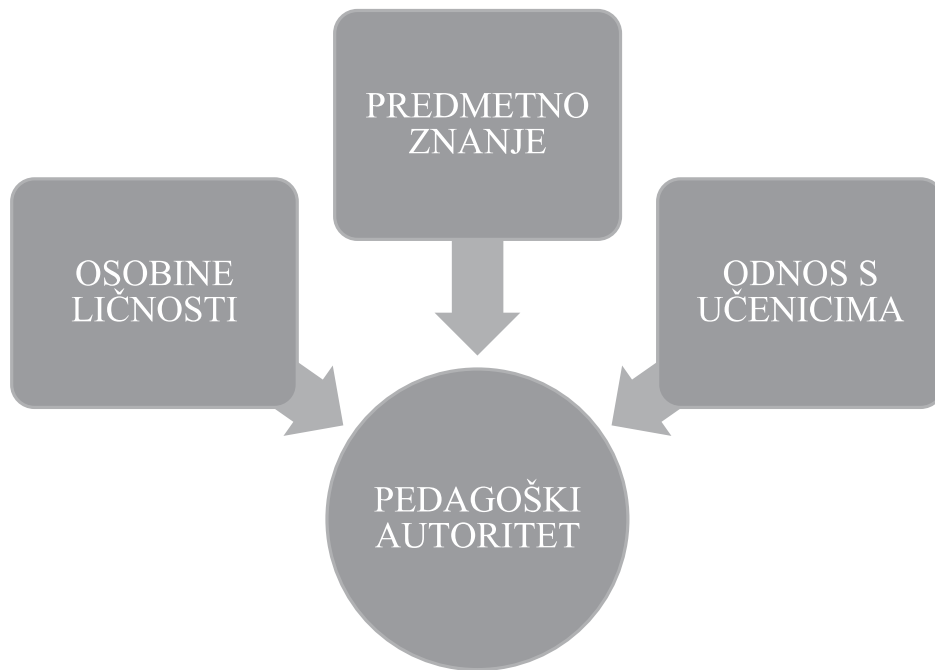 PREDMETNO
ZNANJE
OSOBINE
LIČNOSTI
ODNOS S
UČENICIMA
PEDAGOŠKI
AUTORITET